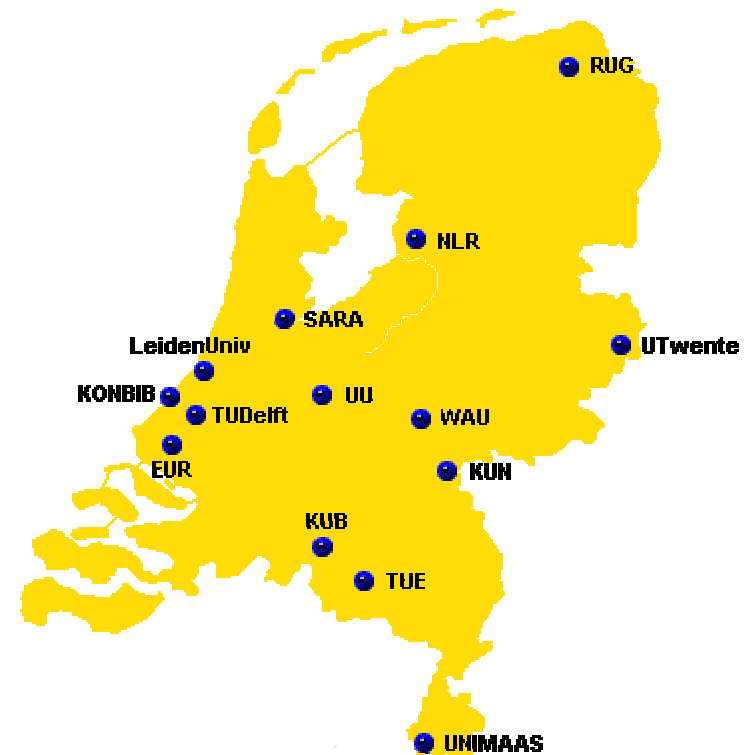 RUG
NLR
SARA
LeidenUniv
UTwente
KONBIB
UU
TUDelft
WAU
EUR
KUN
KUB
TUE
UNIMAAS